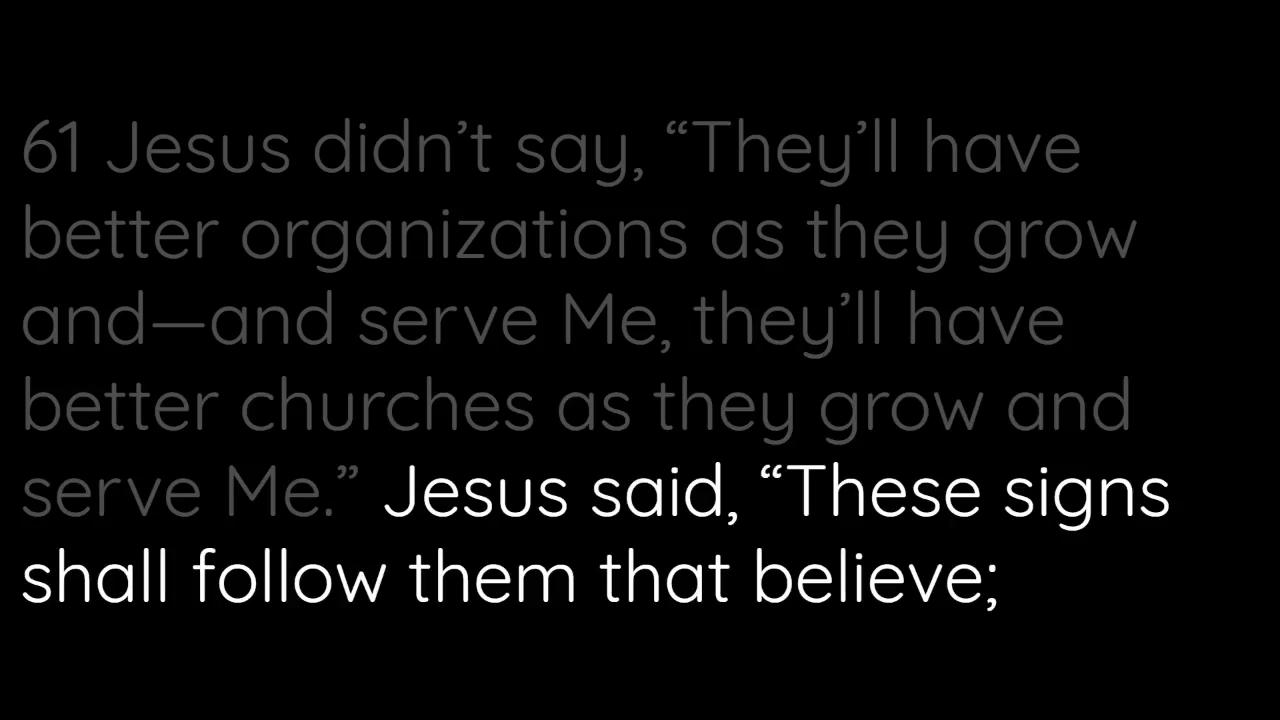 61 Jesus didn’t say, “They’ll have
better organizations as they grow
and—and serve Me, they’ll have
better churches as they grow and
serve Me.” Jesus said, “These signs
shall follow them that believe;